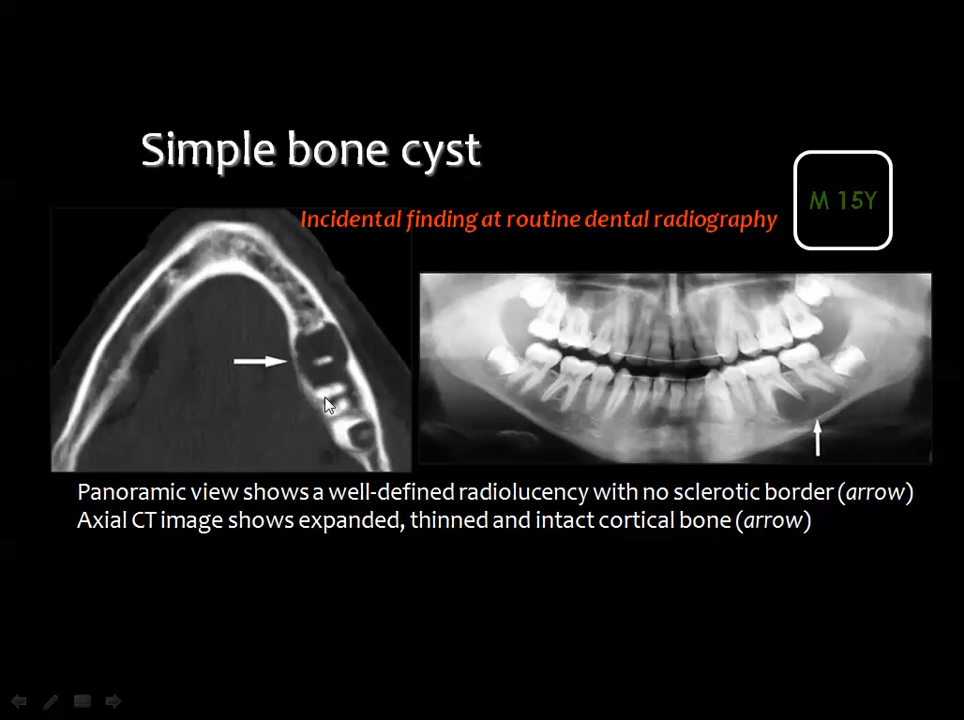 Simple bone cyst
M 15Y
Incidental finding at routine dental radiography
Panoramic view shows a well-defined radiolucency with no sclerotic border (arrow)
Axial CT image shows expanded, thinned and intact cortical bone (arrow)